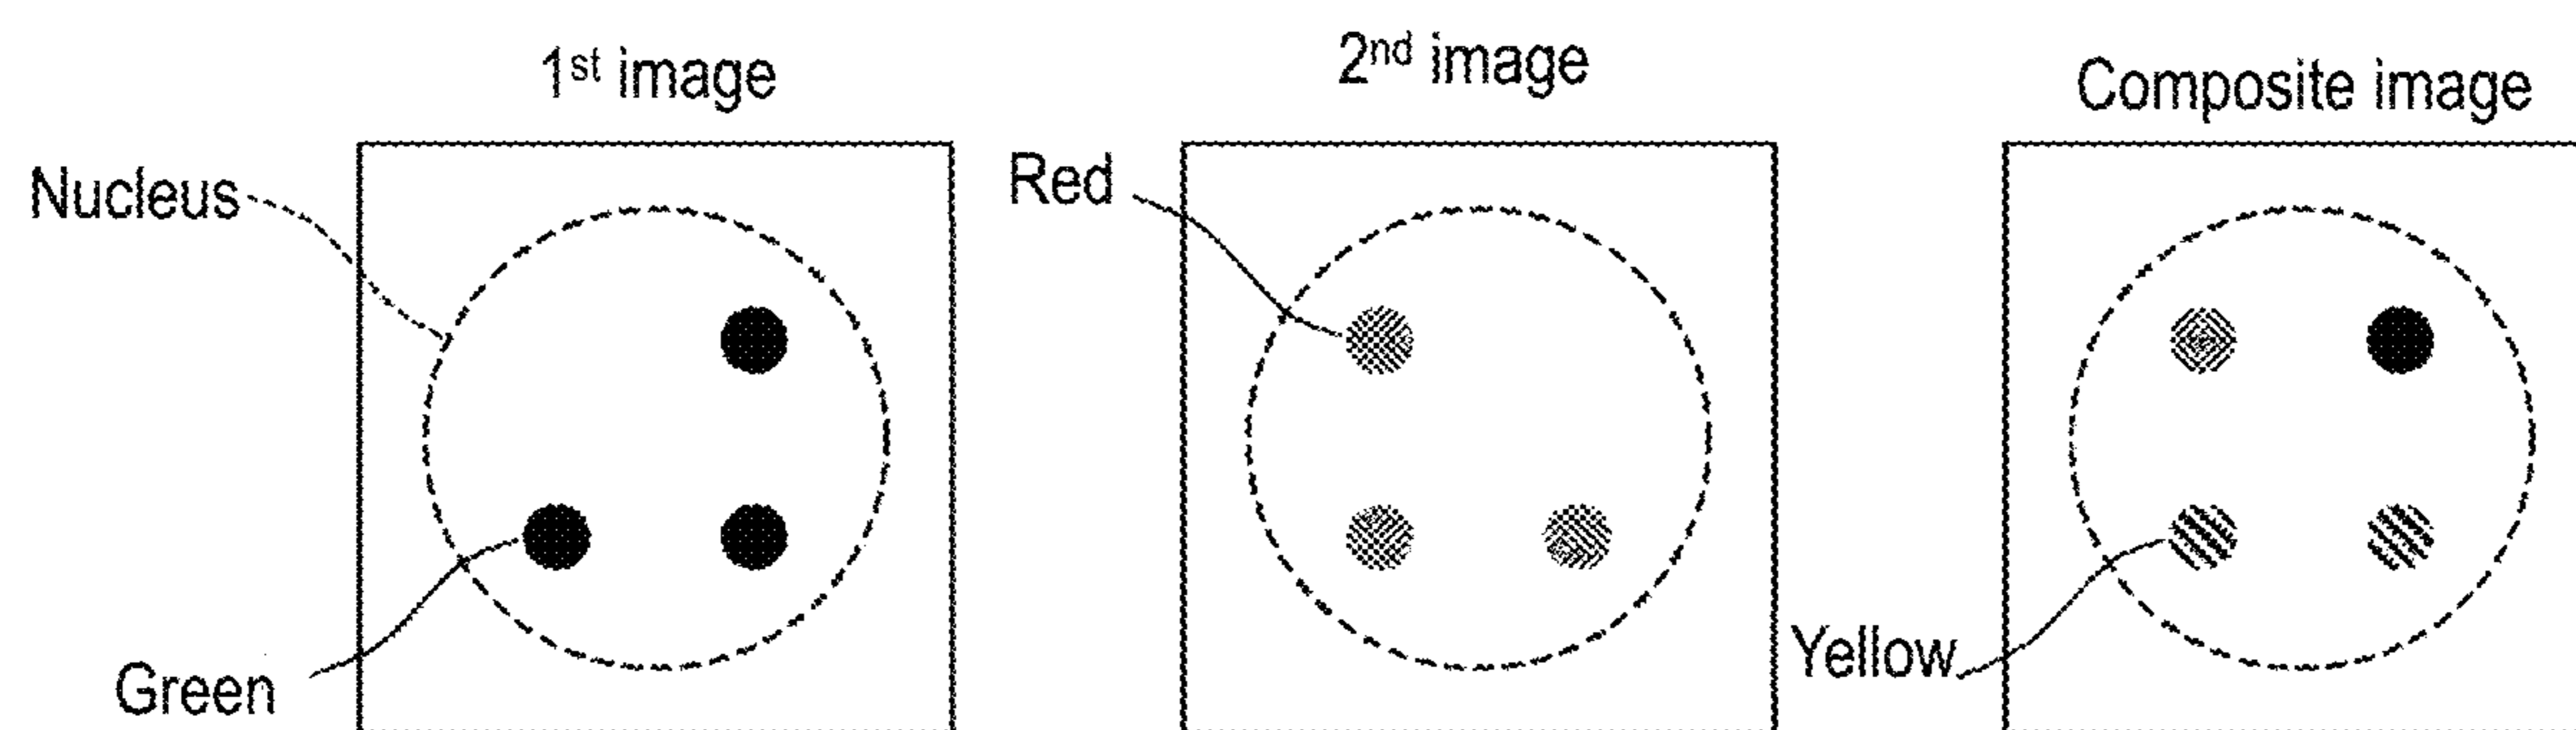 1st image
2nd image
Composite image
Nucleus
Red
Green
Yellow